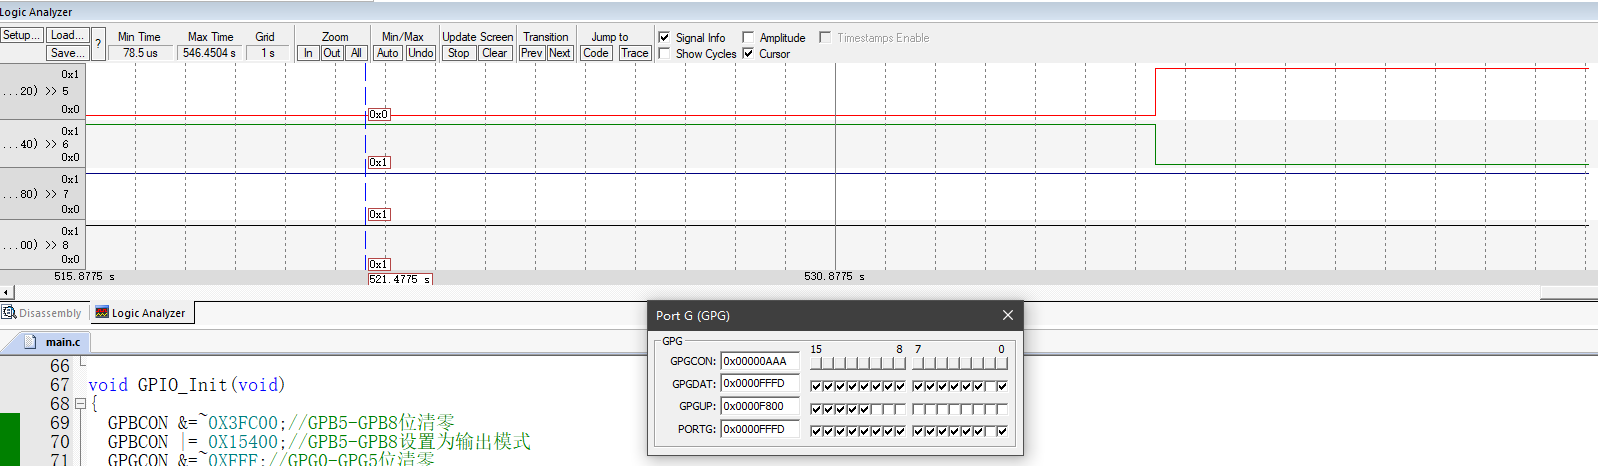 Logic Analyzer
Setup... Load... ? Min Time Max Time Grid Zoom Min/Max Update Screen Transition Jump to Signal Info Amplitude Timestamps Enable
Save... 78.5 us 546.4504 s 1 s In Out All Auto Undo Stop Clear Prev Next Code Trace Show Cycles Cursor
0x1
...20) >> 5
0x0 0x0
0x1
...40) >> 6
0x0 0x1
0x1
...80) >> 7
0x0 0x1
0x1
...00) >> 8
0x0 0x1
515.8775 s 521.4775 s 530.8775 s
Disassembly Logic Analyzer
main.c
66
67 void GPIO_Init(void)
68 {
69 GPBCON &=~0X3FC00;//GPB5-GPB8位清零
70 GPBCON |= 0X15400;//GPB5-GPB8设置为输出模式
71 GPGCON &=~0XFFF;//GPG0-GPG5位清零
Port G (GPG)
GPG
15 8 7 0
GPGCON: 0x00000AAA
GPGDAT: 0x0000FFFD
GPGUP: 0x0000F800
PORTG: 0x0000FFFD